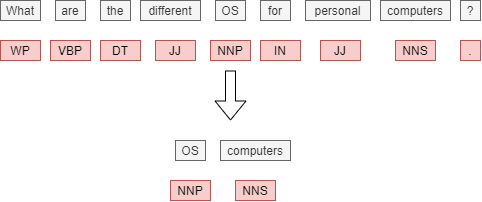 What are the different OS for personal computers ?
WP VBP DT JJ NNP IN JJ NNS .
OS computers
NNP NNS